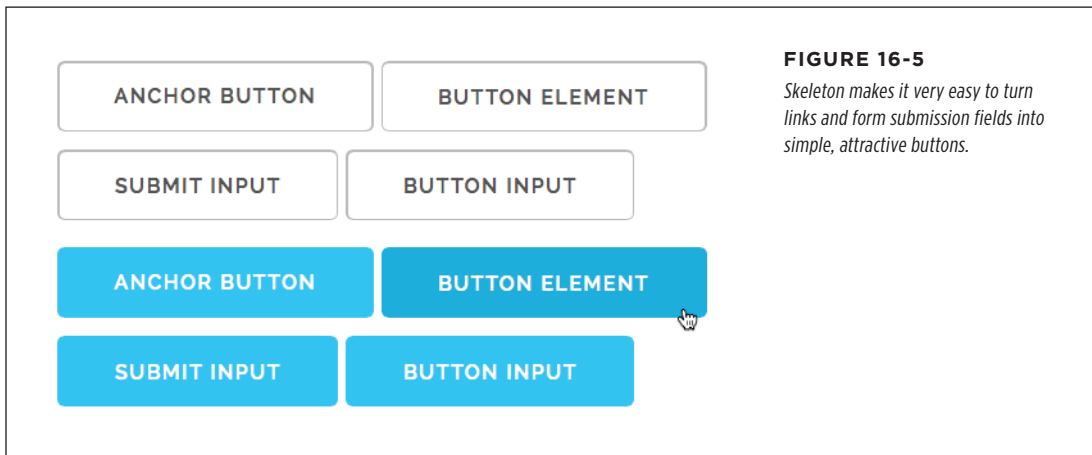 ANCHOR BUTTON BUTTON ELEMENT
SUBMIT INPUT BUTTON INPUT
ANCHOR BUTTON BUTTON ELEMENT
SUBMIT INPUT BUTTON INPUT
FIGURE 16-5
Skeleton makes it very easy to turn
links and form submission fields into
simple, attractive buttons.